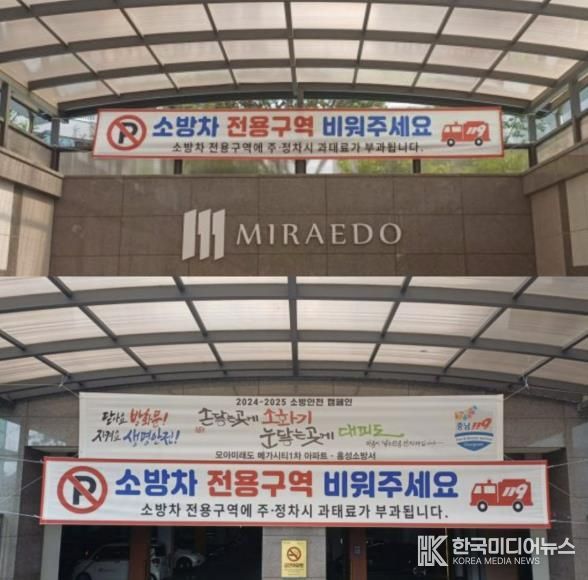 소방차 전용구역 비워주세요
소방차 전용구역에 주·정차시 과태료가 부과됩니다.
119
MIRAEDO
2024-2025 소방안전 캠페인
닫아요 방화문!
지켜요 생명안전!
손닿는곳에 소화기
눈닿는곳에 대피도
충남 119
모아미래도 메가시티1차 아파트 · 홍성소방서
소방차 전용구역 비워주세요
소방차 전용구역에 주·정차시 과태료가 부과됩니다.
119
한국미디어뉴스
KOREA MEDIA NEWS